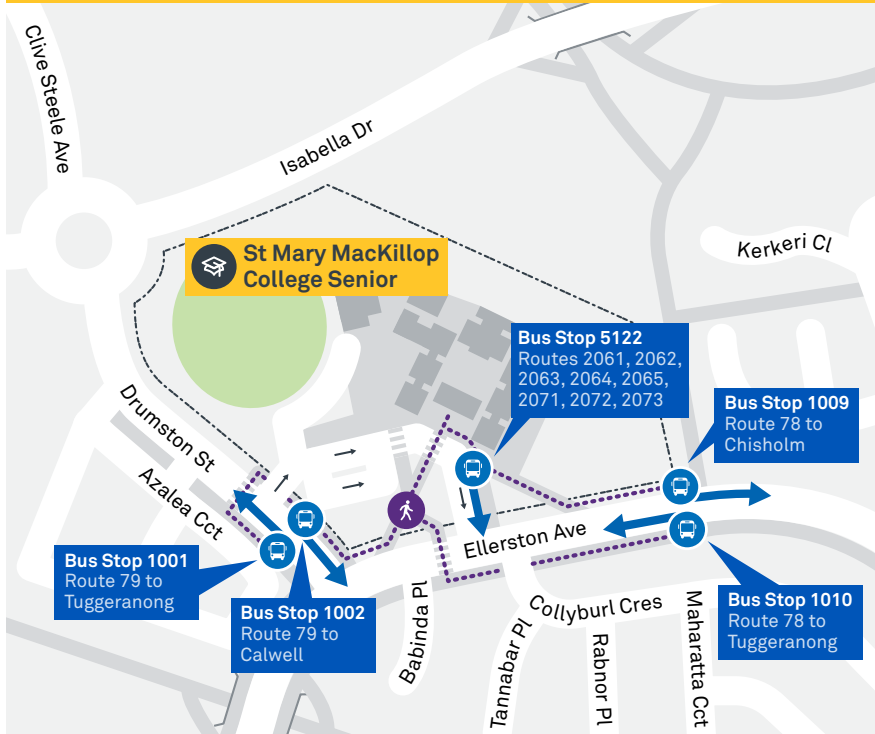 Clive Steele Ave
Isabella Dr
St Mary MacKillop
College Senior
Kerkeri Cl
Bus Stop 5122
Routes 2061, 2062,
2063, 2064, 2065,
2071, 2072, 2073
Bus Stop 1009
Route 78 to
Chisholm
Drumston St
Azalea Cct
Ellerston Ave
Bus Stop 1001
Route 79 to
Tuggeranong
Bus Stop 1002
Route 79 to
Calwell
Babinda Pl
Collyburl Cres
Tannabar Pl
Rabnor Pl
Maharatta Cct
Bus Stop 1010
Route 78 to
Tuggeranong